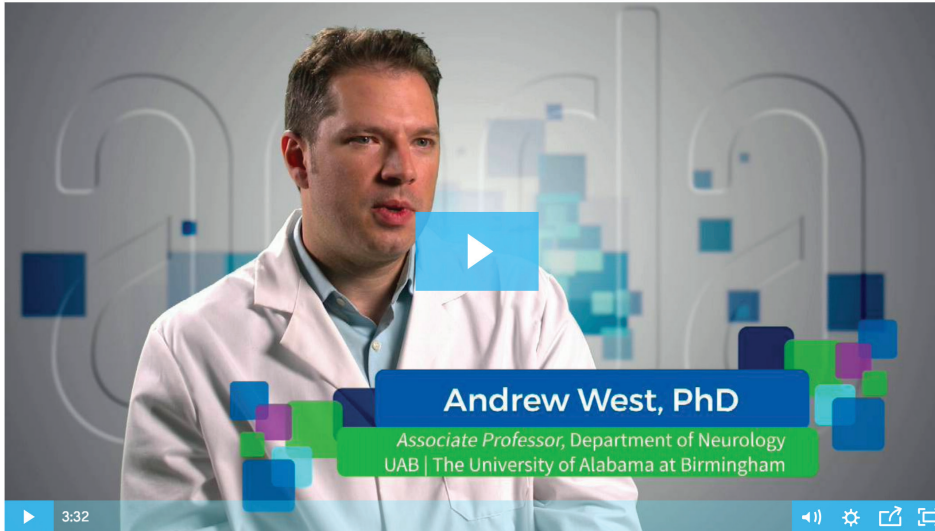 Andrew West, PhD
Associate Professor, Department of Neurology
UAB | The University of Alabama at Birmingham
3:32